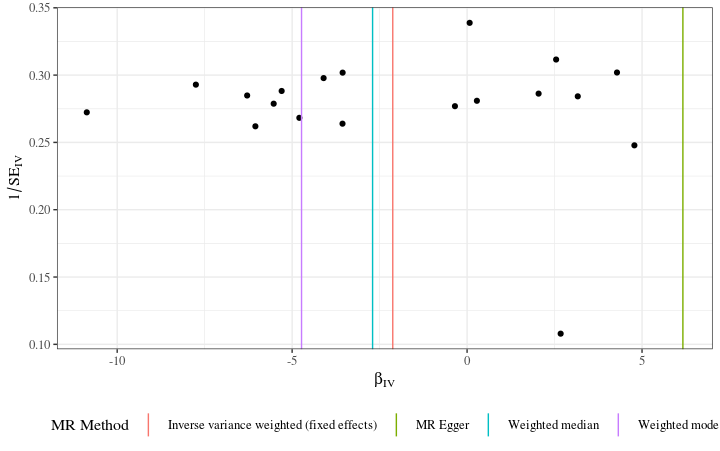 0.35
0.30
0.25
0.20
0.15
0.10
1/SE_IV
-10 -5 0 5
β_IV
MR Method Inverse variance weighted (fixed effects) MR Egger Weighted median Weighted mode